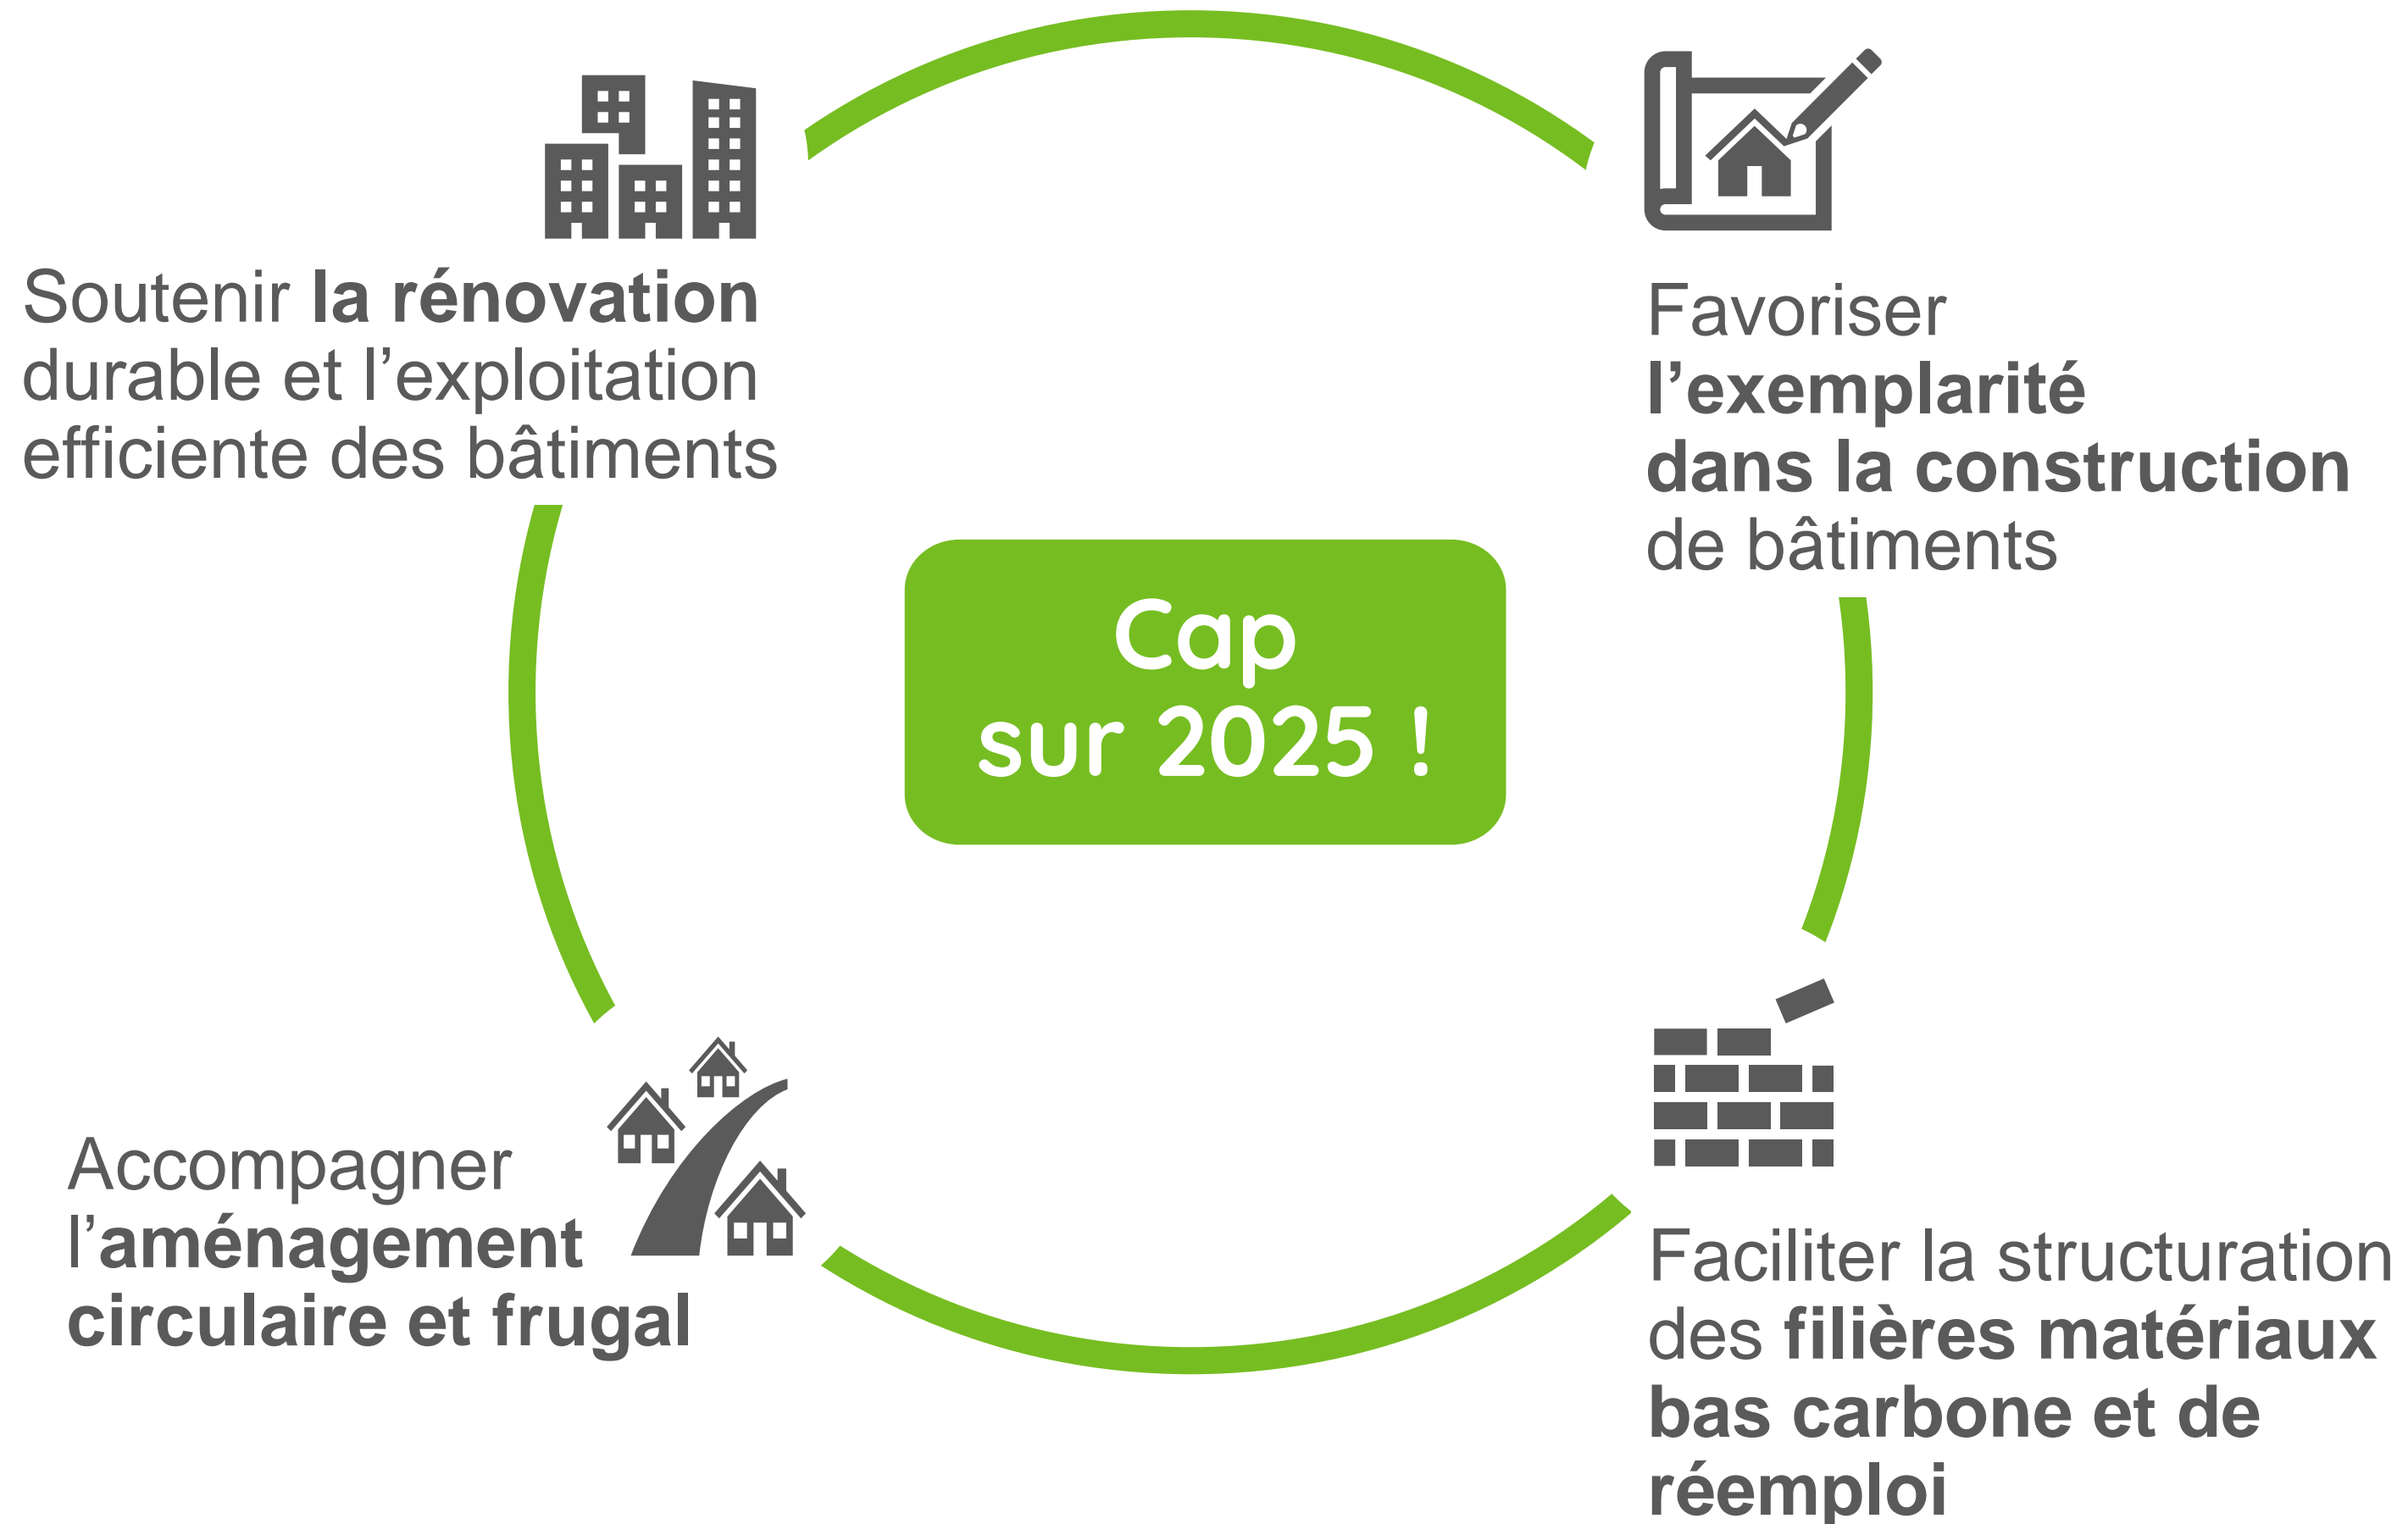 Soutenir la rénovation
durable et l’exploitation
efficiente des bâtiments
Favoriser
l’exemplarité
dans la construction
de bâtiments
Cap
sur 2025 !
Accompagner
l’aménagement
circulaire et frugal
Faciliter la structuration
des filières matériaux
bas carbone et de
réemploi